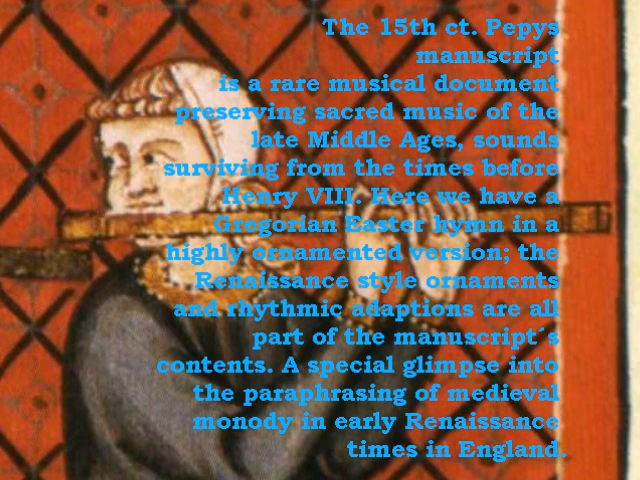 The 15th ct. Pepys
manuscript
is a rare musical document
preserving sacred music of the
late Middle Ages, sounds
surviving from the times before
Henry VIII. Here we have a
Gregorian Easter hymn in a
highly ornamented version; the
Renaissance style ornaments
and rhythmic adaptions are all
part of the manuscript´s
contents. A special glimpse into
the paraphrasing of medieval
monody in early Renaissance
times in England.